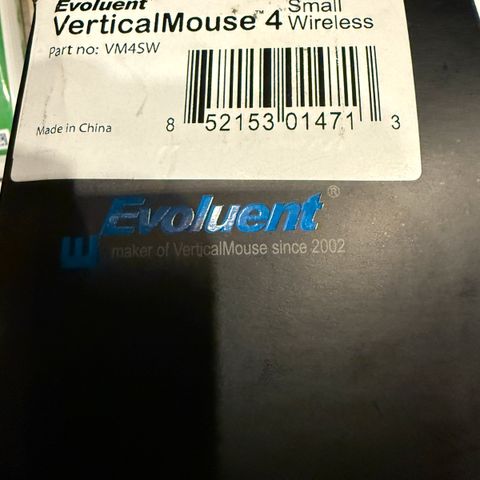 Evoluent
VerticalMouse™ 4 Small Wireless
Part no: VM4SW
Made in China
8 52153 01471 3
Evoluent®
maker of VerticalMouse since 2002